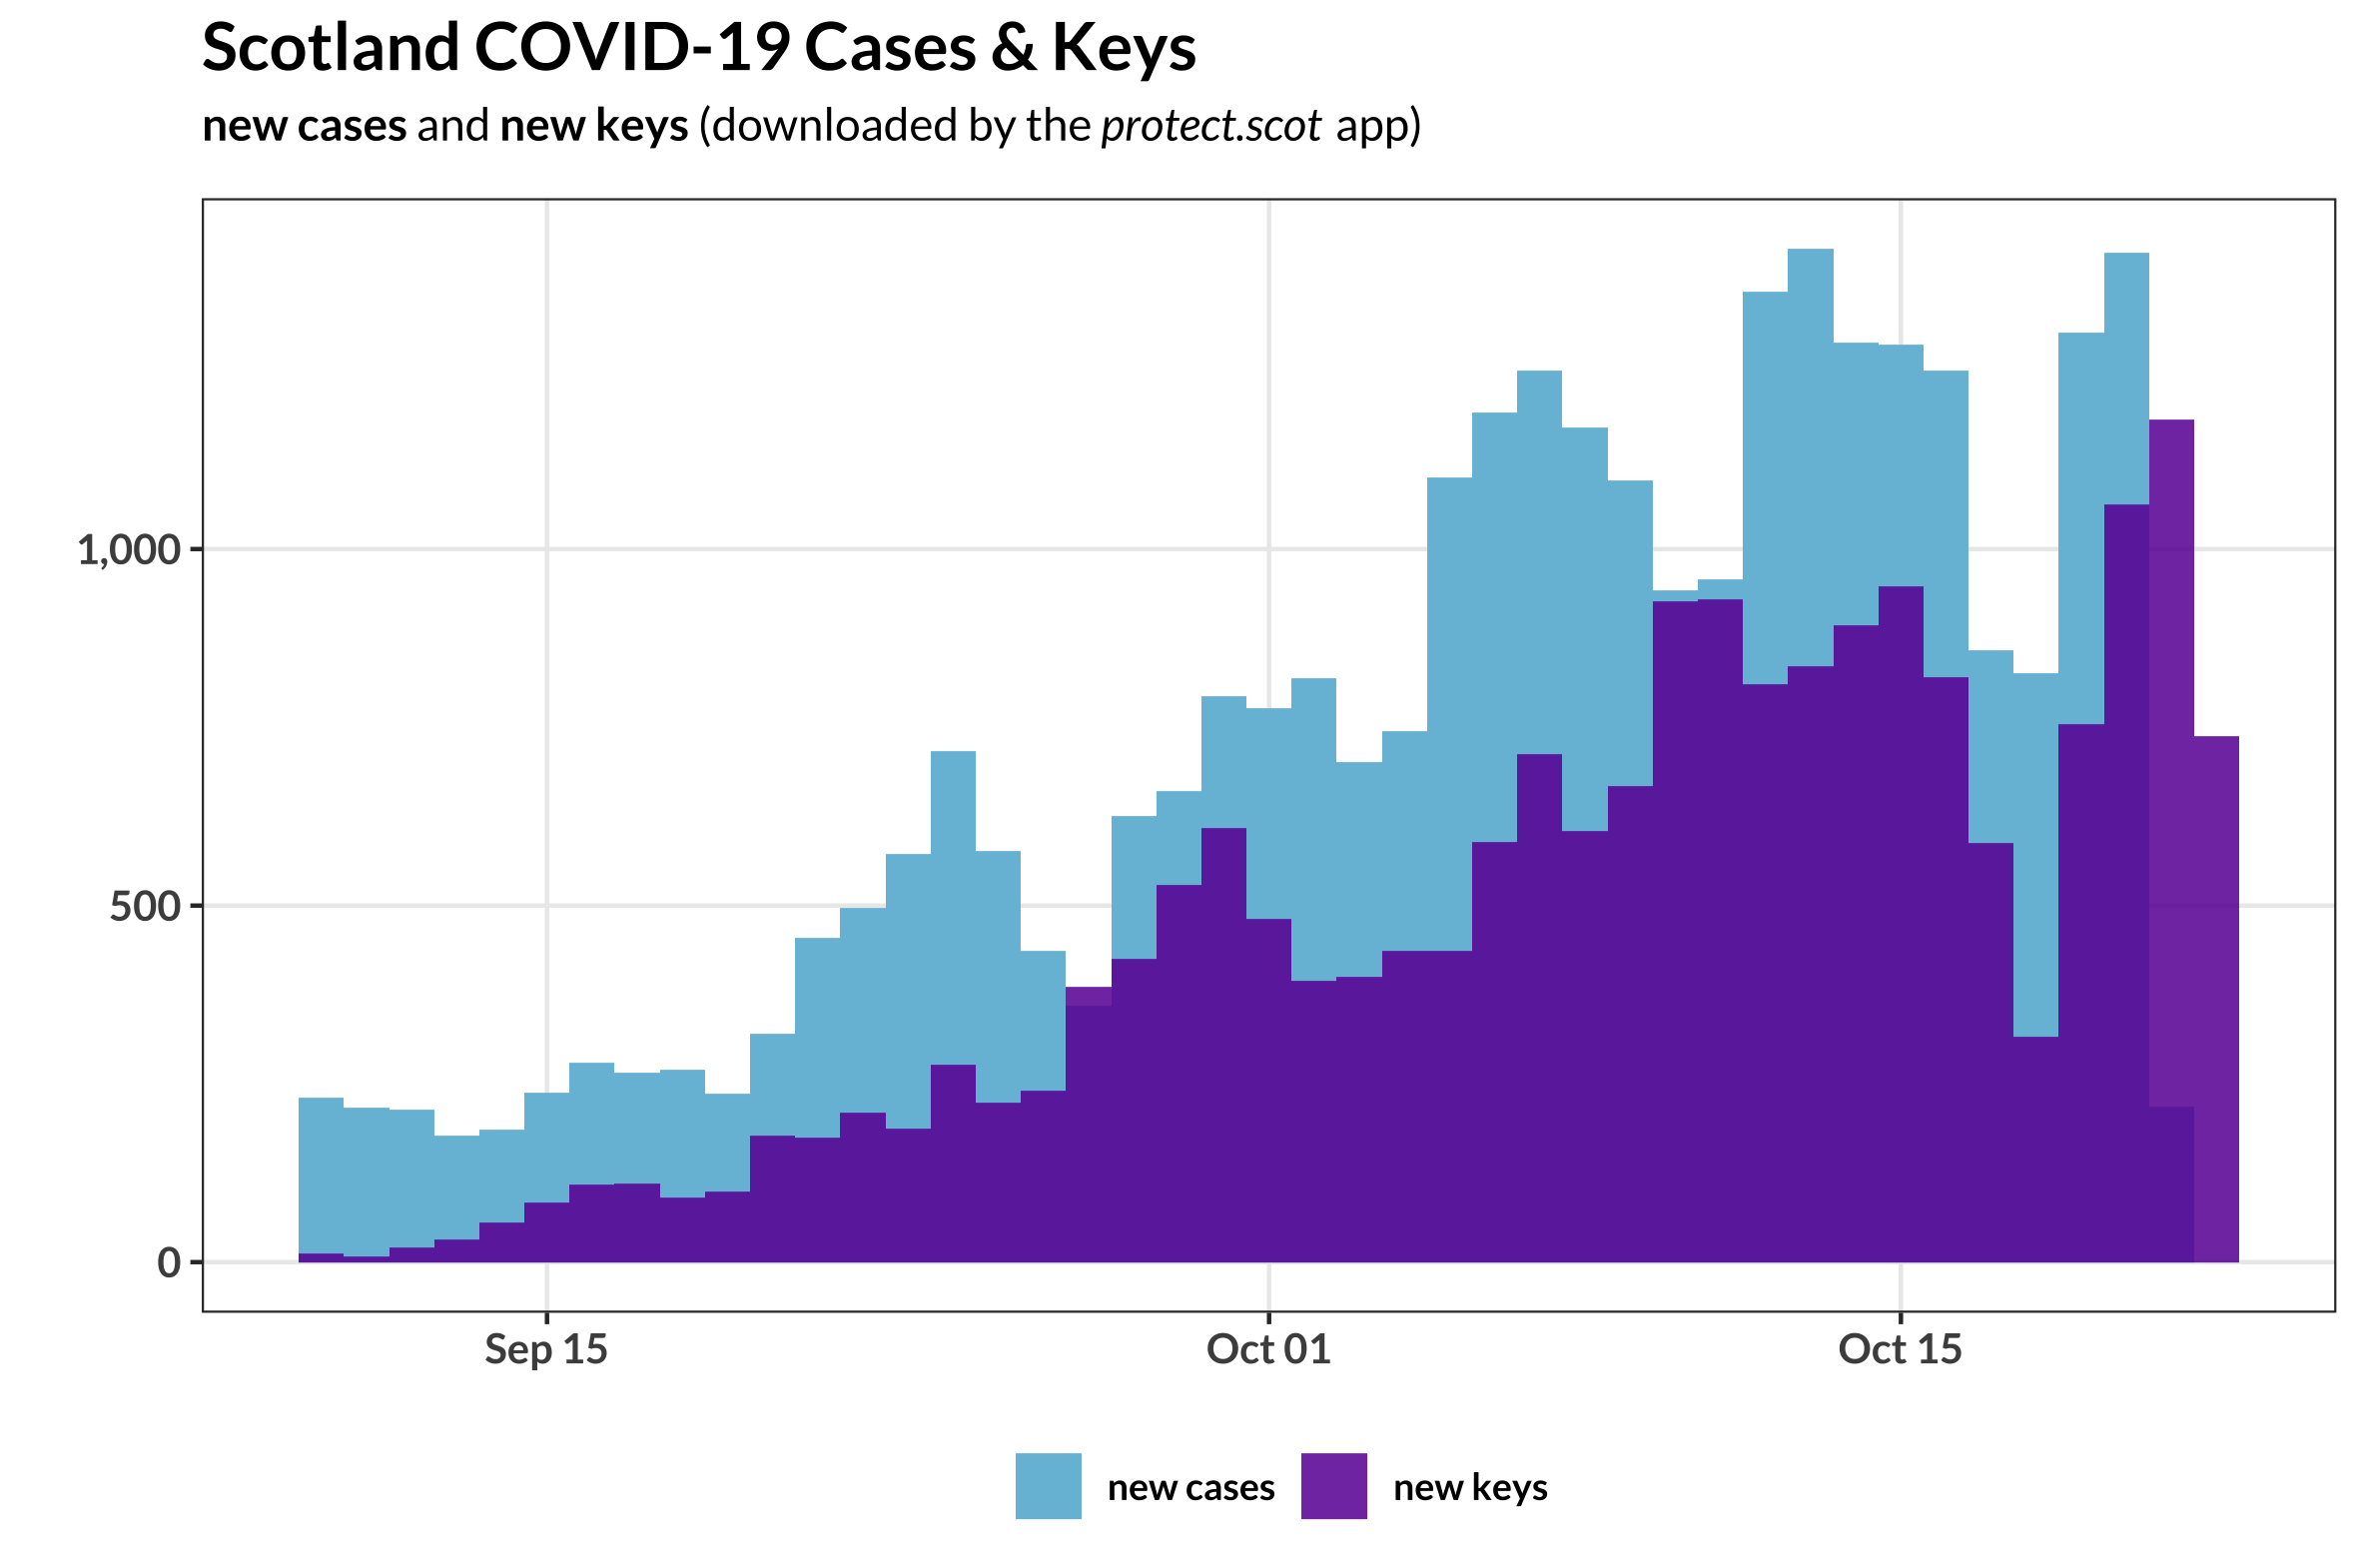 Scotland COVID-19 Cases & Keys
new cases and new keys (downloaded by the protect.scot app)
1,000
500
0
Sep 15 Oct 01 Oct 15
new cases new keys